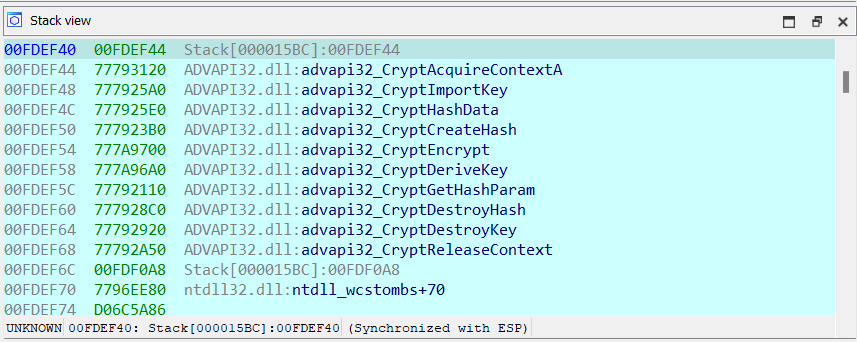 Stack view
00FDEF40 00FDEF44 Stack[000015BC]:00FDEF44
00FDEF44 77793120 ADVAPI32.dll:advapi32_CryptAcquireContextA
00FDEF48 777925A0 ADVAPI32.dll:advapi32_CryptImportKey
00FDEF4C 777925E0 ADVAPI32.dll:advapi32_CryptHashData
00FDEF50 777923B0 ADVAPI32.dll:advapi32_CryptCreateHash
00FDEF54 777A9700 ADVAPI32.dll:advapi32_CryptEncrypt
00FDEF58 777A96A0 ADVAPI32.dll:advapi32_CryptDeriveKey
00FDEF5C 77792110 ADVAPI32.dll:advapi32_CryptGetHashParam
00FDEF60 777928C0 ADVAPI32.dll:advapi32_CryptDestroyHash
00FDEF64 77792920 ADVAPI32.dll:advapi32_CryptDestroyKey
00FDEF68 77792A50 ADVAPI32.dll:advapi32_CryptReleaseContext
00FDEF6C 00FDF0A8 Stack[000015BC]:00FDF0A8
00FDEF70 7796EE80 ntdll32.dll:ntdll_wcstombs+70
00FDEF74 D06C5A86
UNKNOWN 00FDEF40: Stack[000015BC]:00FDEF40 (Synchronized with ESP)